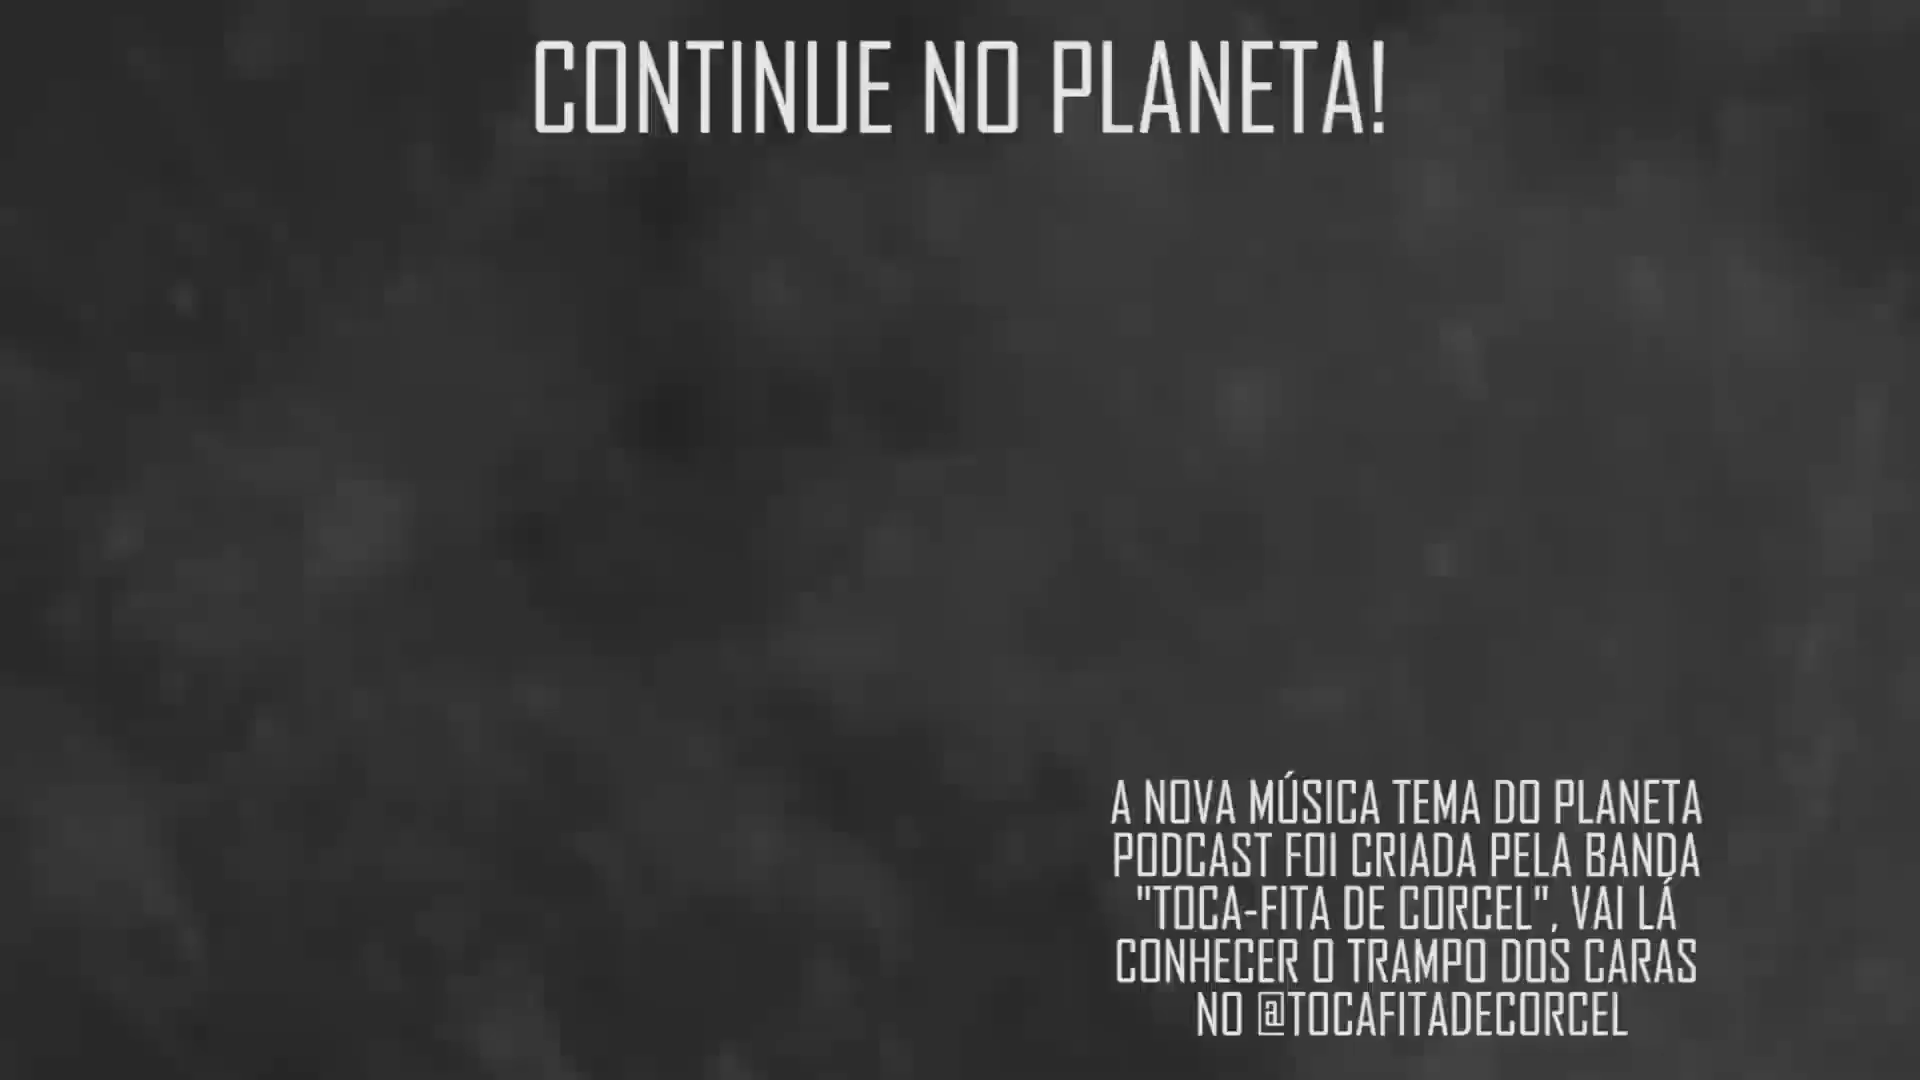 CONTINUE NO PLANETA!
A NOVA MÚSICA TEMA DO PLANETA
PODCAST FOI CRIADA PELA BANDA
"TOCA-FITA DE CORCEL", VAI LÁ
CONHECER O TRAMPO DOS CARAS
NO @TOCAFITADECORCEL